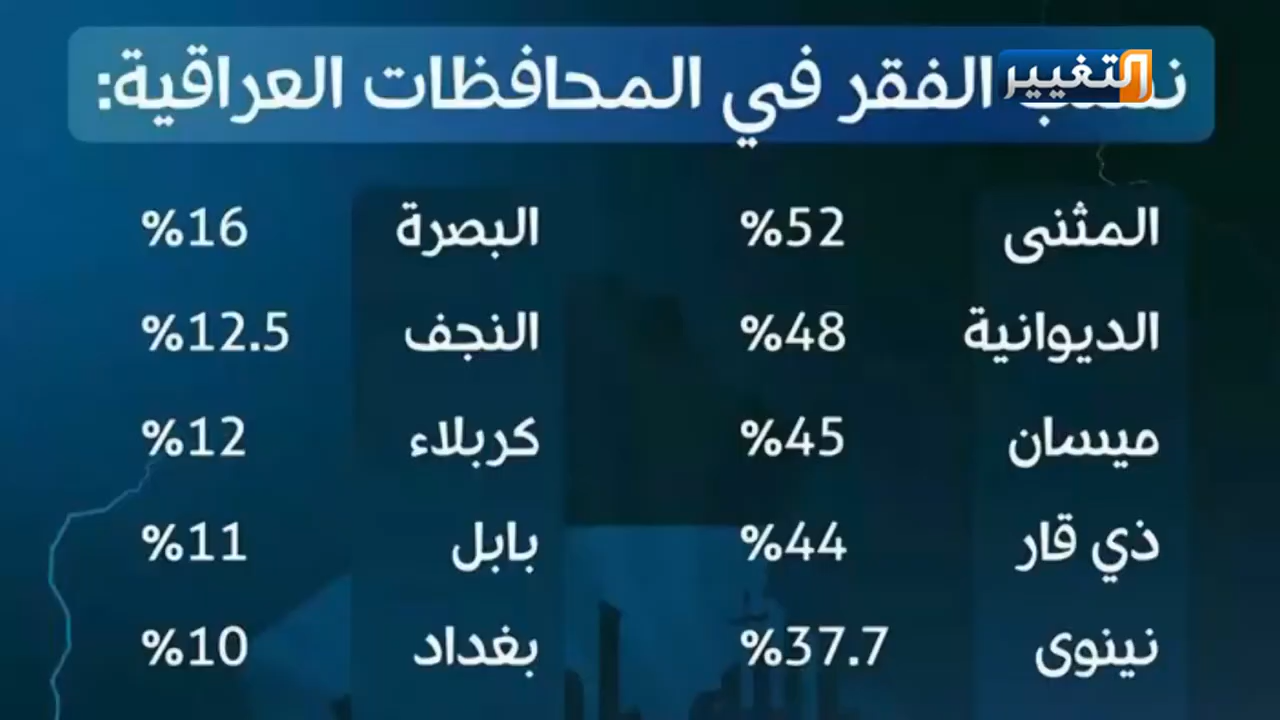 التغيير
الفقر في المحافظات العراقية:
المثنى %52 البصرة %16
الديوانية %48 النجف %12.5
ميسان %45 كربلاء %12
ذي قار %44 بابل %11
نينوى %37.7 بغداد %10